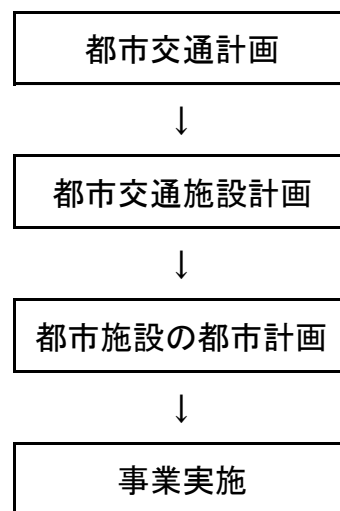 都市交通計画
↓
都市交通施設計画
↓
都市施設の都市計画
↓
事業実施